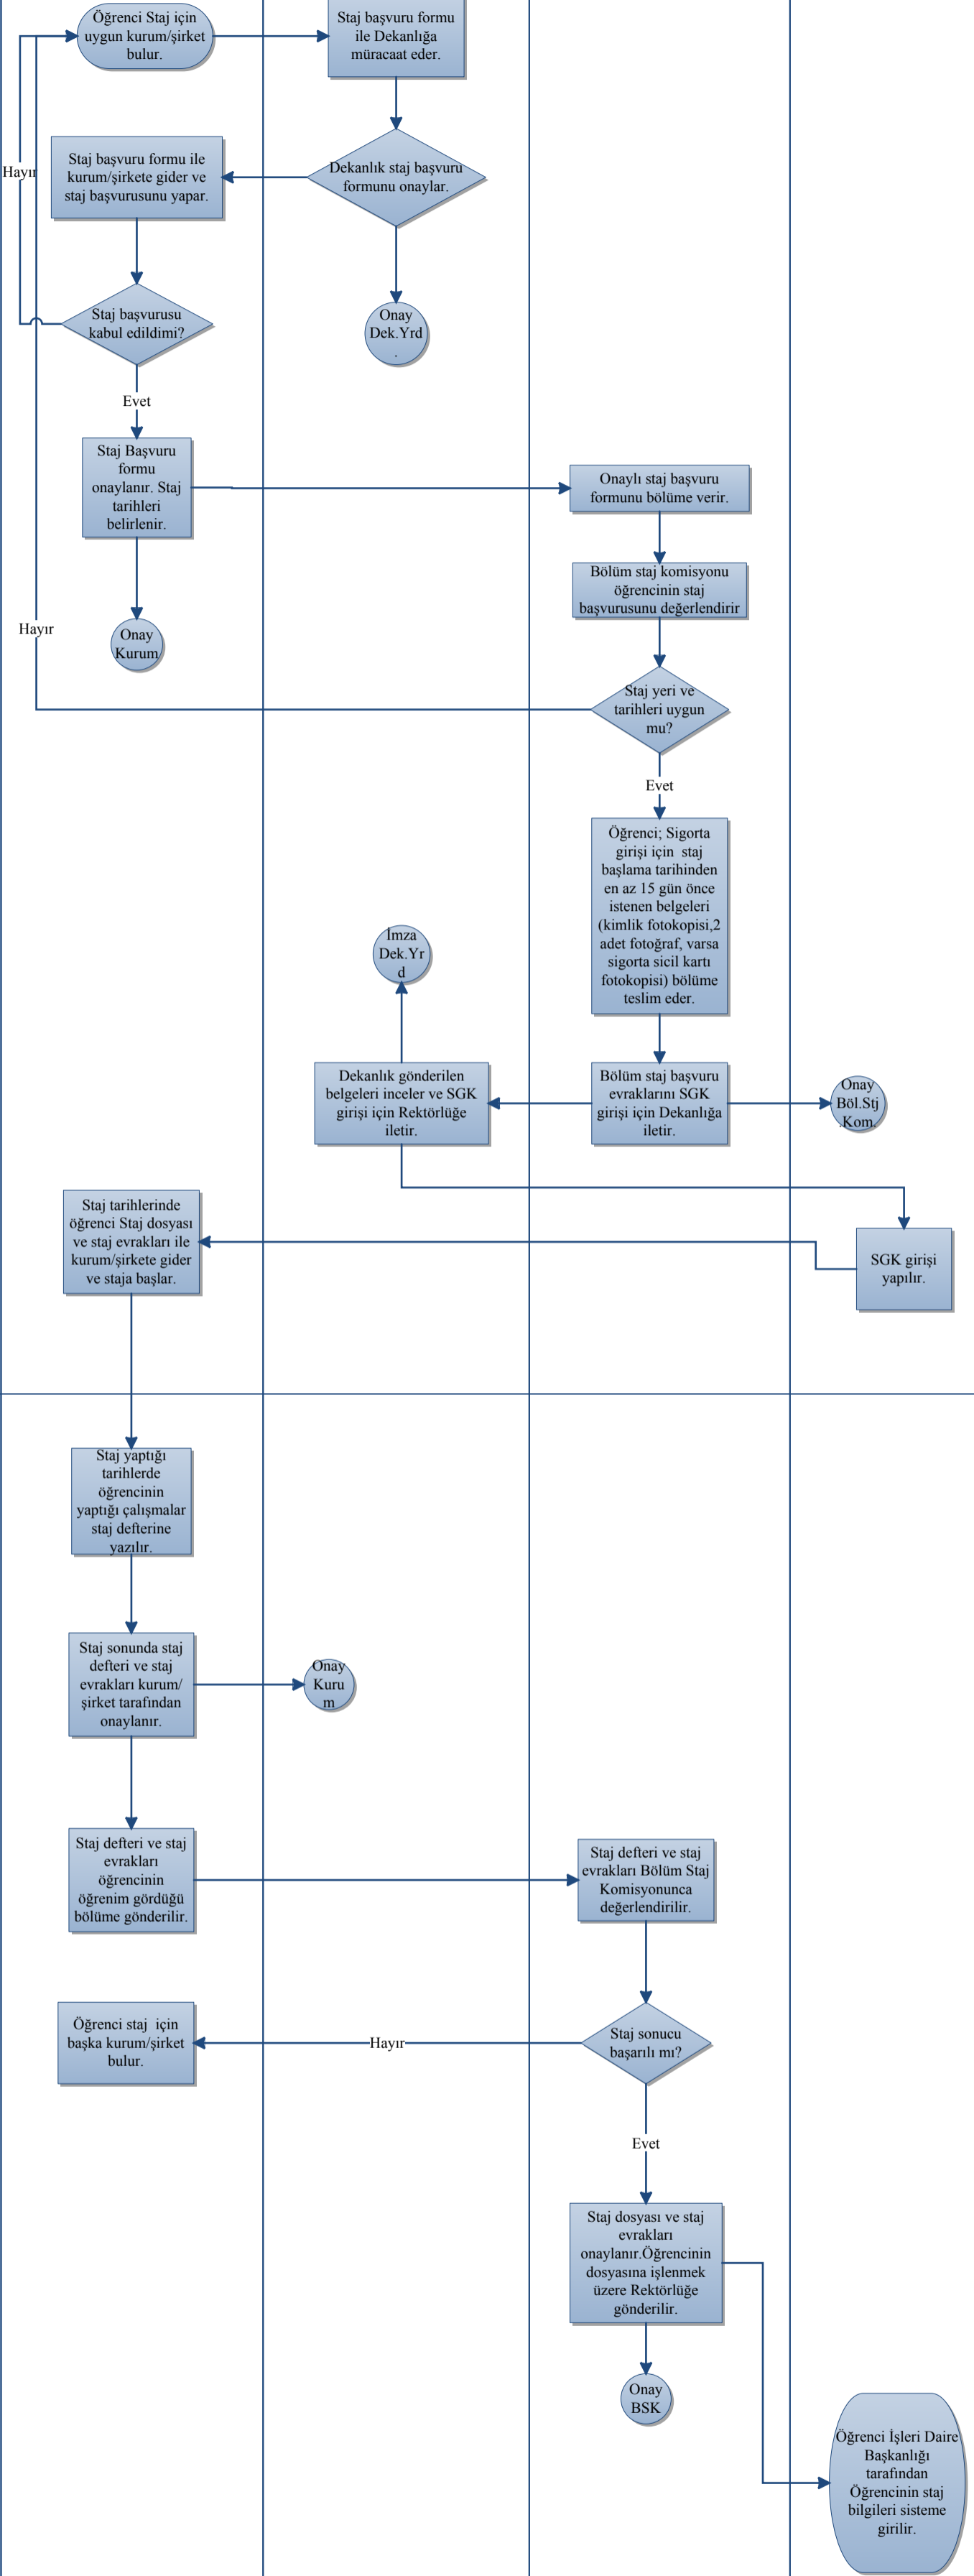 Öğrenci Staj için
uygun kurum/şirket
bulur.
Staj başvuru formu
ile Dekanlığa
müracaat eder.
Hayır
Staj başvuru formu ile
kurum/şirkete gider ve
staj başvurusunu yapar.
Dekanlık staj başvuru
formunu onaylar.
Staj başvurusu
kabul edildimi?
Onay
Dek.Yrd
.
Evet
Staj Başvuru
formu
onaylanır. Staj
tarihleri
belirlenir.
Onaylı staj başvuru
formunu bölüme verir.
Bölüm staj komisyonu
öğrencinin staj
başvurusunu değerlendirir
Hayır
Onay
Kurum
Staj yeri ve
tarihleri uygun
mu?
Evet
Öğrenci; Sigorta
girişi için  staj
başlama tarihinden
en az 15 gün önce
istenen belgeleri
(kimlik fotokopisi,2
adet fotoğraf, varsa
sigorta sicil kartı
fotokopisi) bölüme
teslim eder.
İmza
Dek.Yr
d
Dekanlık gönderilen
belgeleri inceler ve SGK
girişi için Rektörlüğe
iletir.
Bölüm staj başvuru
evraklarını SGK
girişi için Dekanlığa
iletir.
Onay
Böl.Stj
.Kom.
Staj tarihlerinde
öğrenci Staj dosyası
ve staj evrakları ile
kurum/şirkete gider
ve staja başlar.
SGK girişi
yapılır.
Staj yaptığı
tarihlerde
öğrencinin
yaptığı çalışmalar
staj defterine
yazılır.
Staj sonunda staj
defteri ve staj
evrakları kurum/
şirket tarafından
onaylanır.
Onay
Kuru
m
Staj defteri ve staj
evrakları
öğrencinin
öğrenim gördüğü
bölüme gönderilir.
Staj defteri ve staj
evrakları Bölüm Staj
Komisyonunca
değerlendirilir.
Öğrenci staj  için
başka kurum/şirket
bulur.
Hayır
Staj sonucu
başarılı mı?
Evet
Staj dosyası ve staj
evrakları
onaylanır.Öğrencinin
dosyasına işlenmek
üzere Rektörlüğe
gönderilir.
Onay
BSK
Öğrenci İşleri Daire
Başkanlığı
tarafından
Öğrencinin staj
bilgileri sisteme
girilir.